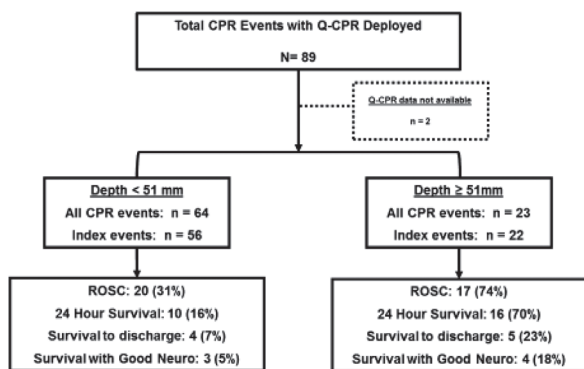 Total CPR Events with Q-CPR Deployed
N= 89
Q-CPR data not available
n = 2
Depth < 51 mm
All CPR events: n = 64
Index events: n = 56
Depth ≥ 51mm
All CPR events: n = 23
Index events: n = 22
ROSC: 20 (31%)
24 Hour Survival: 10 (16%)
Survival to discharge: 4 (7%)
Survival with Good Neuro: 3 (5%)
ROSC: 17 (74%)
24 Hour Survival: 16 (70%)
Survival to discharge: 5 (23%)
Survival with Good Neuro: 4 (18%)